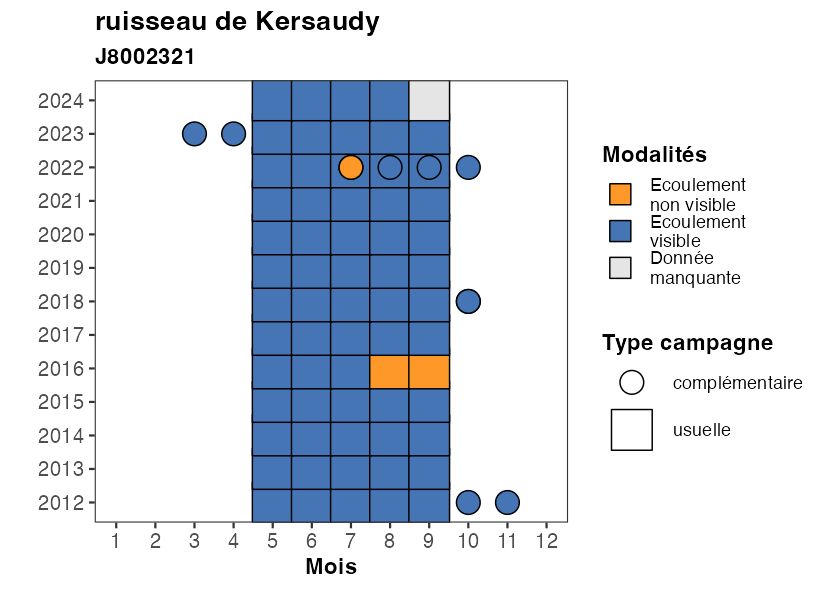 ruisseau de Kersaudy
J8002321
2024
2023
2022
2021
2020
2019
2018
2017
2016
2015
2014
2013
2012
1 2 3 4 5 6 7 8 9 10 11 12
Mois
Modalités
Ecoulement
non visible
Ecoulement
visible
Donnée
manquante
Type campagne
complémentaire
usuelle